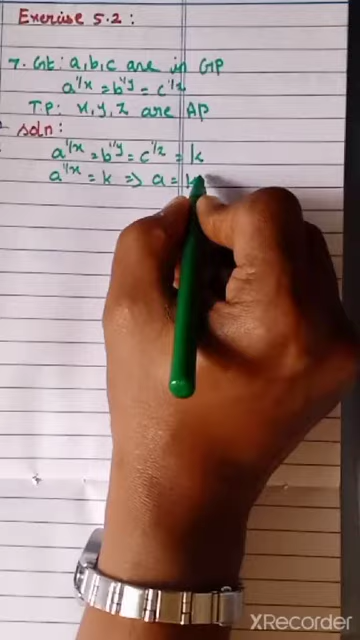 Exercise 5.2 :
7. Gt: a, b, c are in GP
a^1/x = b^1/y = c^1/z
T.P: x, y, z are AP
soln:
a^1/x = b^1/y = c^1/z = k
a^1/x = k => a = k
XRecorder